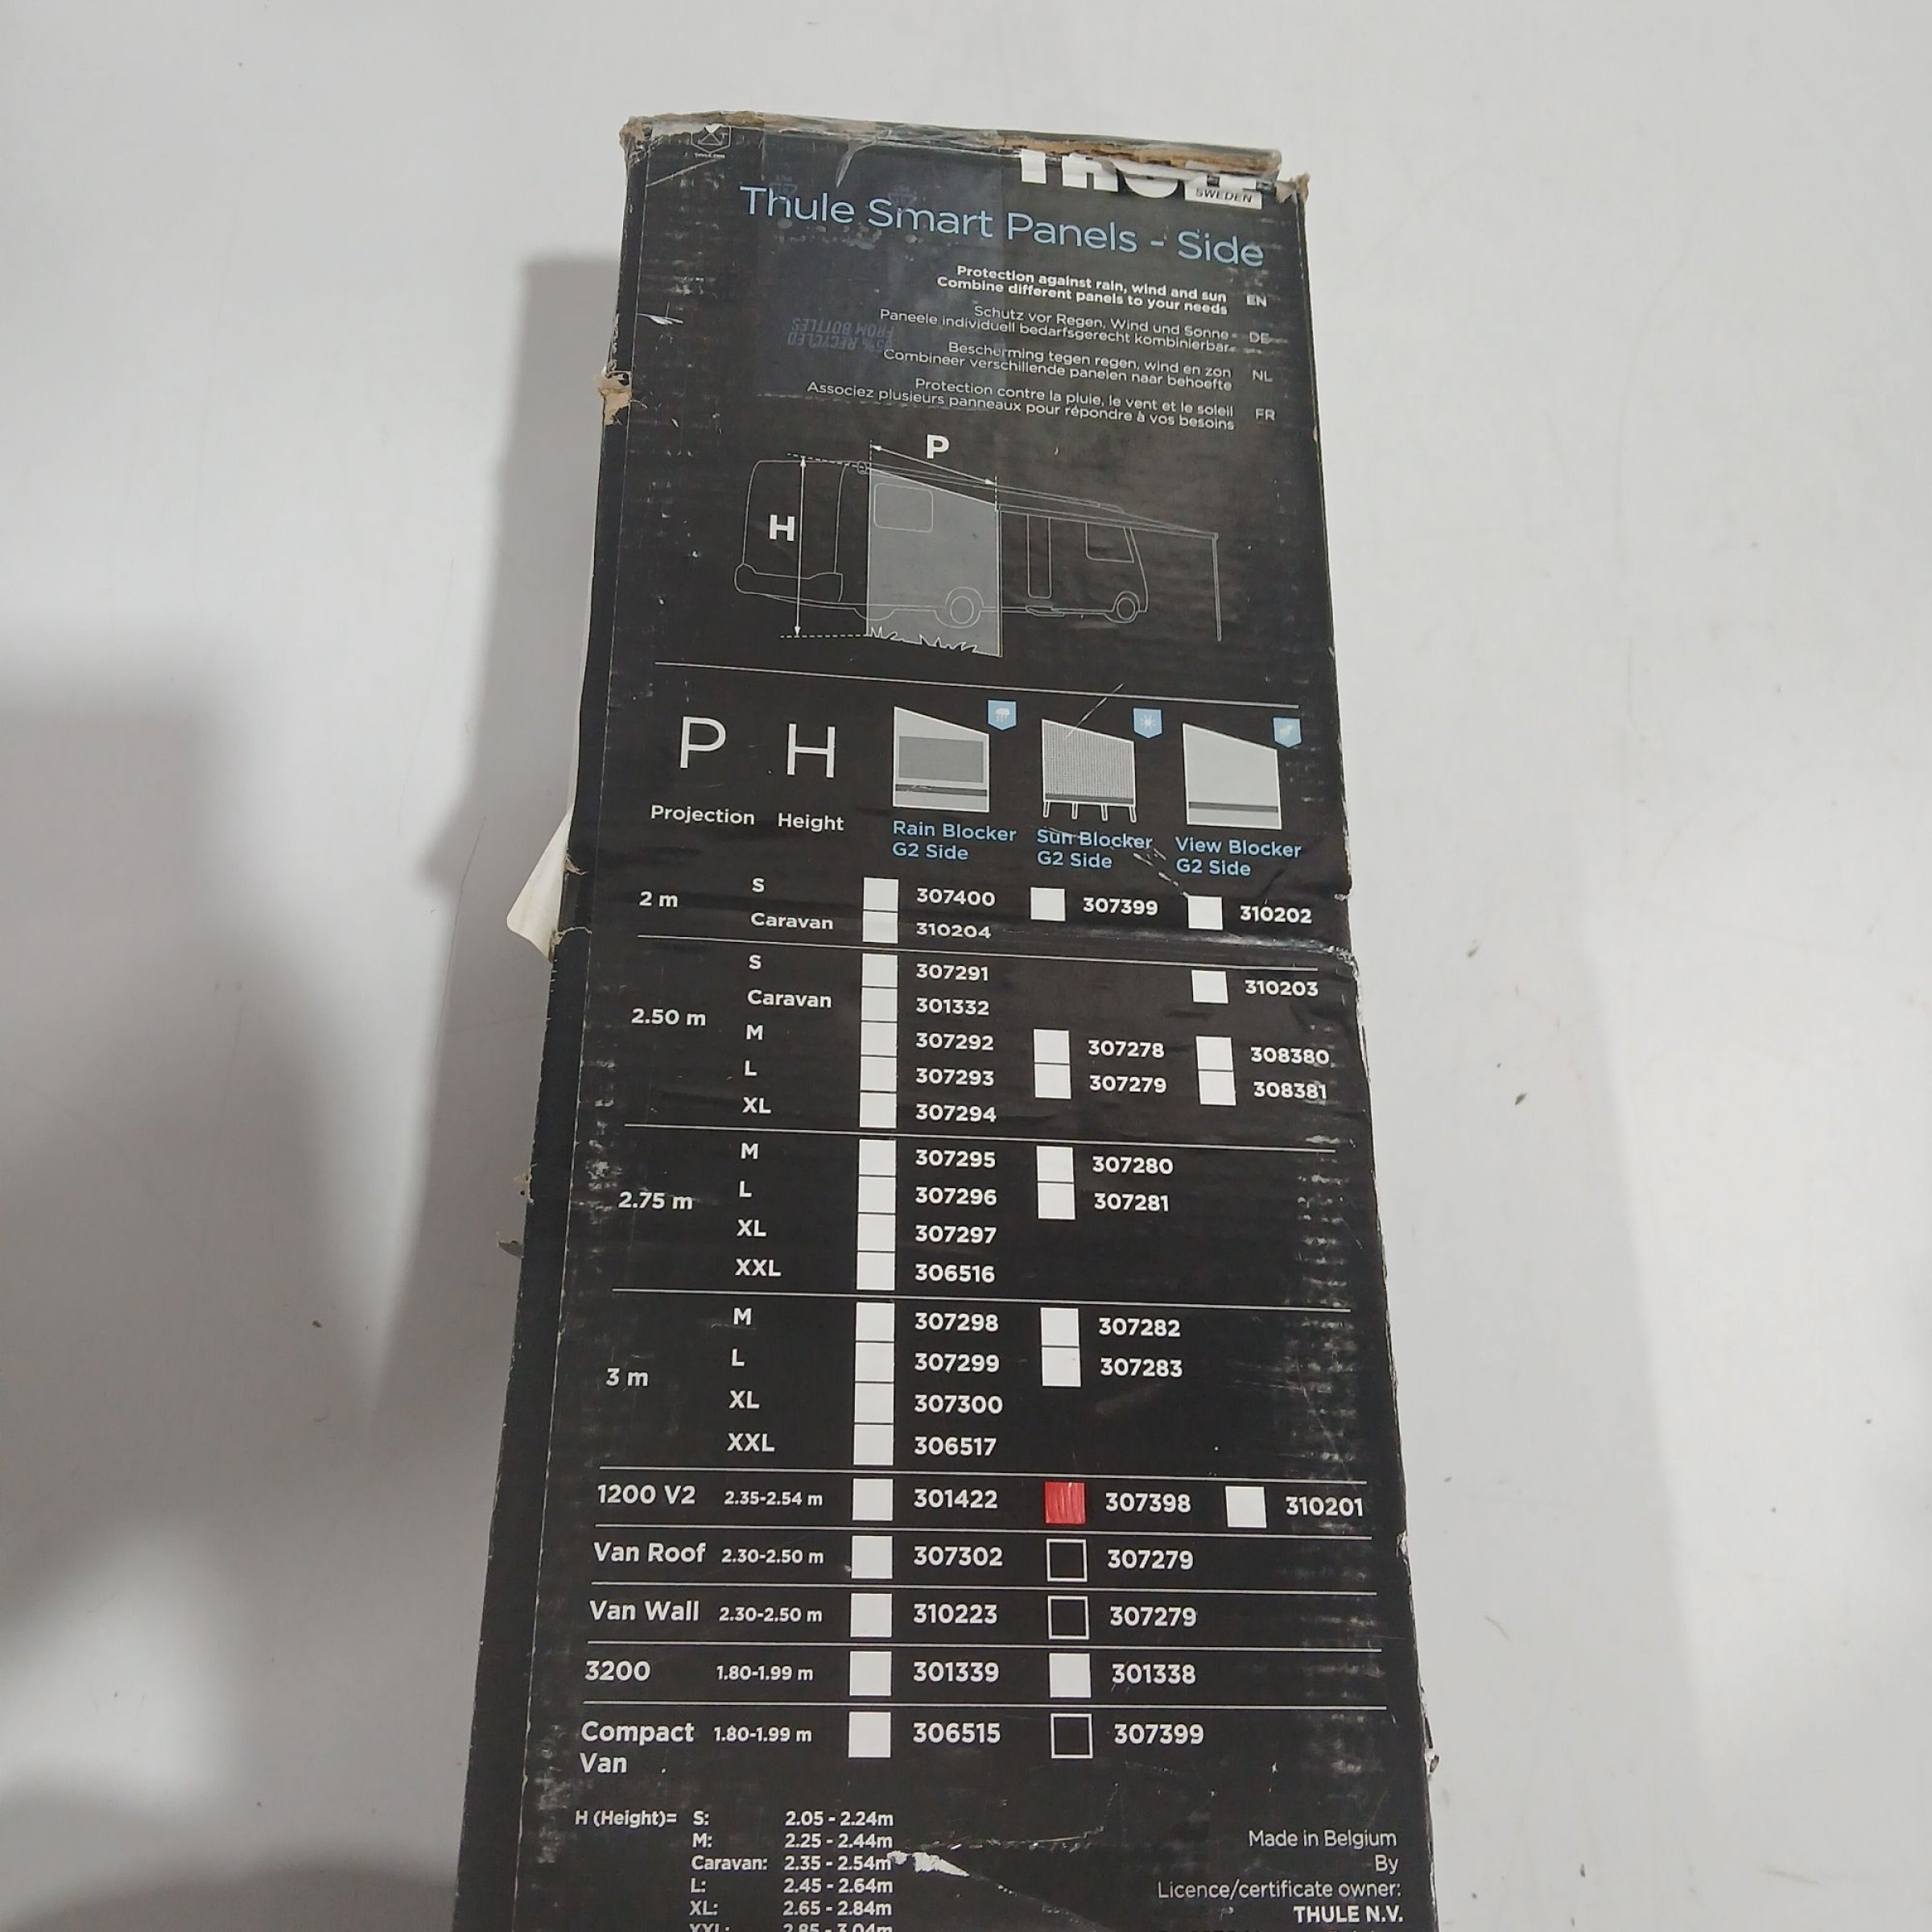 SWEDEN
Thule Smart Panels - Side
Protection against rain, wind and sun
Combine different panels to your needs EN
Schutz vor Regen, Wind und Sonne
Paneele individuell bedarfsgerecht kombinierbar DE
Bescherming tegen regen, wind en zon
Combineer verschillende panelen naar behoefte NL
Protection contre la pluie, le vent et le soleil
Associez plusieurs panneaux pour répondre à vos besoins FR
RECYCLED
FROM BOTTLES
P
H
P H
Projection Height
Rain Blocker
G2 Side
Sun Blocker
G2 Side
View Blocker
G2 Side
2 m
S 307400 307399 310202
Caravan 310204
2.50 m
S 307291 310203
Caravan 301332
M 307292 307278 308380
L 307293 307279 308381
XL 307294
2.75 m
M 307295 307280
L 307296 307281
XL 307297
XXL 306516
3 m
M 307298 307282
L 307299 307283
XL 307300
XXL 306517
1200 V2 2.35-2.54 m 301422 307398 310201
Van Roof 2.30-2.50 m 307302 307279
Van Wall 2.30-2.50 m 310223 307279
3200 1.80-1.99 m 301339 301338
Compact
Van 1.80-1.99 m 306515 307399
H (Height)= S: 2.05 - 2.24m
M: 2.25 - 2.44m
Caravan: 2.35 - 2.54m
L: 2.45 - 2.64m
XL: 2.65 - 2.84m
XXL: 2.85 - 3.04m
Made in Belgium
By
Licence/certificate owner:
THULE N.V.